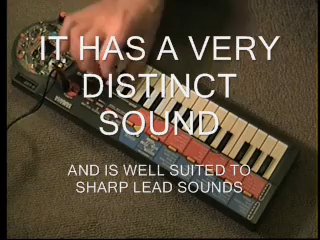 IT HAS A VERY
DISTINCT
SOUND
AND IS WELL SUITED TO
SHARP LEAD SOUNDS